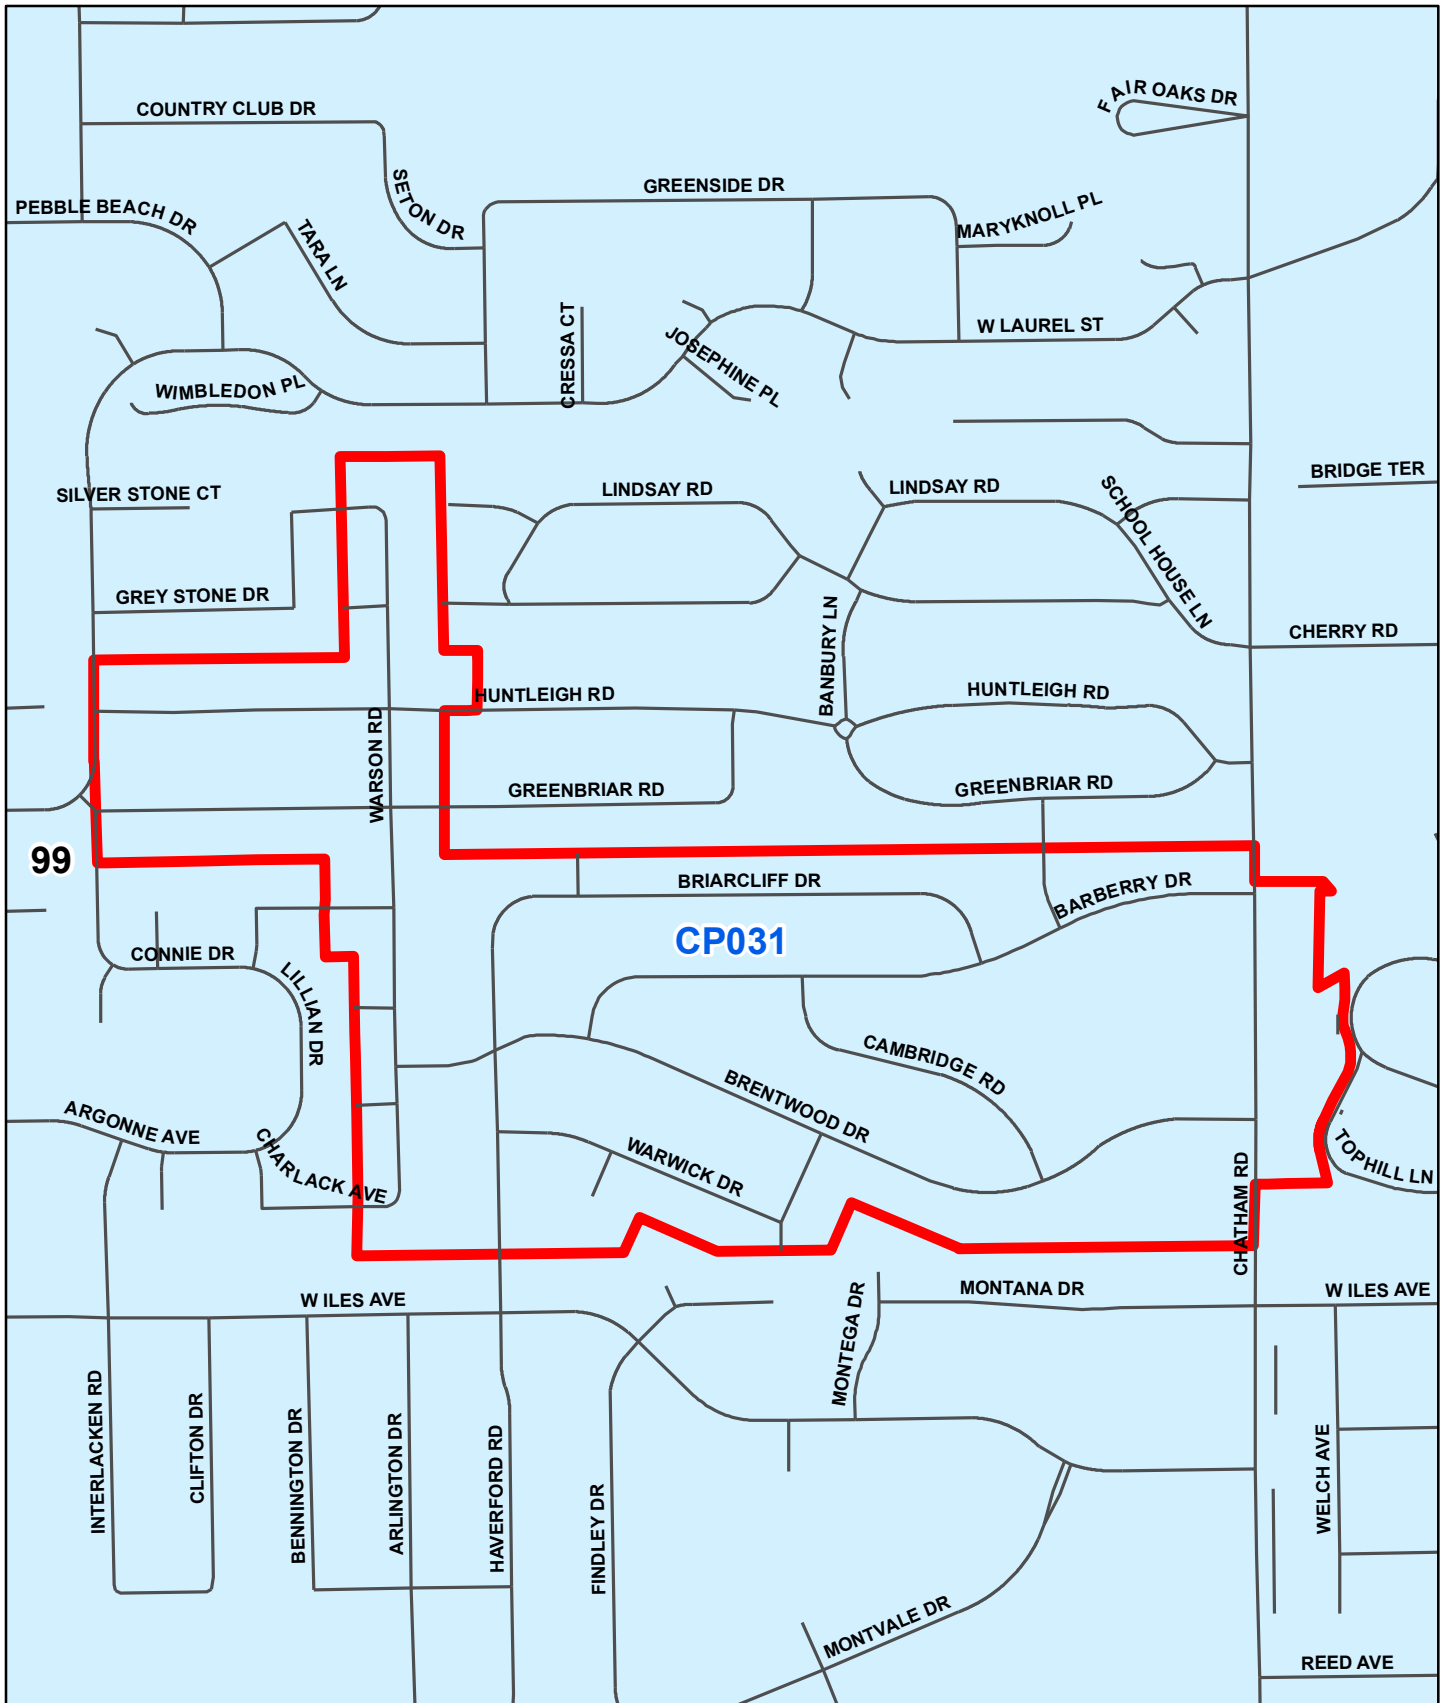 FAIR OAKS DR
COUNTRY CLUB DR
GREENSIDE DR
SETON DR
PEBBLE BEACH DR
MARYKNOLL PL
TARA LN
W LAUREL ST
CRESSA CT
JOSEPHINE PL
WIMBLEDON PL
BRIDGE TER
SILVER STONE CT
LINDSAY RD
LINDSAY RD
SCHOOL HOUSE LN
GREY STONE DR
BANBURY LN
CHERRY RD
HUNTLEIGH RD
HUNTLEIGH RD
WARSON RD
GREENBRIAR RD
GREENBRIAR RD
99
BRIARCLIFF DR
BARBERRY DR
CP031
CONNIE DR
LILLIAN DR
CAMBRIDGE RD
BRENTWOOD DR
ARGONNE AVE
CHARLACK AVE
WARWICK DR
TOPHILL LN
CHATHAM RD
W ILES AVE
MONTEGA DR
MONTANA DR
W ILES AVE
INTERLACKEN RD
CLIFTON DR
BENNINGTON DR
ARLINGTON DR
HAVERFORD RD
FINDLEY DR
WELCH AVE
MONTVALE DR
REED AVE